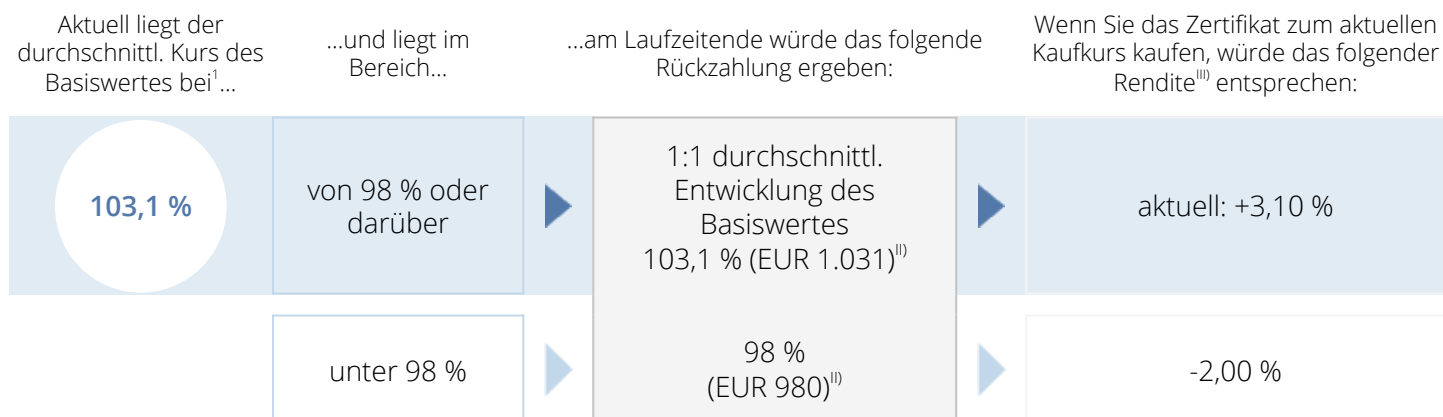 Aktuell liegt der
durchschnittl. Kurs des
Basiswertes bei¹...
...und liegt im
Bereich...
...am Laufzeitende würde das folgende
Rückzahlung ergeben:
Wenn Sie das Zertifikat zum aktuellen
Kaufkurs kaufen, würde das folgender
Rendite^III) entsprechen:
103,1 %
von 98 % oder
darüber
1:1 durchschnittl.
Entwicklung des
Basiswertes
103,1 % (EUR 1.031)^II)
aktuell: +3,10 %
unter 98 %
98 %
(EUR 980)^II)
-2,00 %